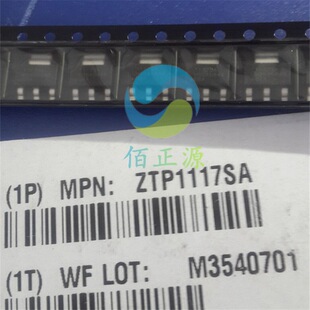 佰正源
(1P) MPN: ZTP1117SA
(1T) WF LOT: M3540701